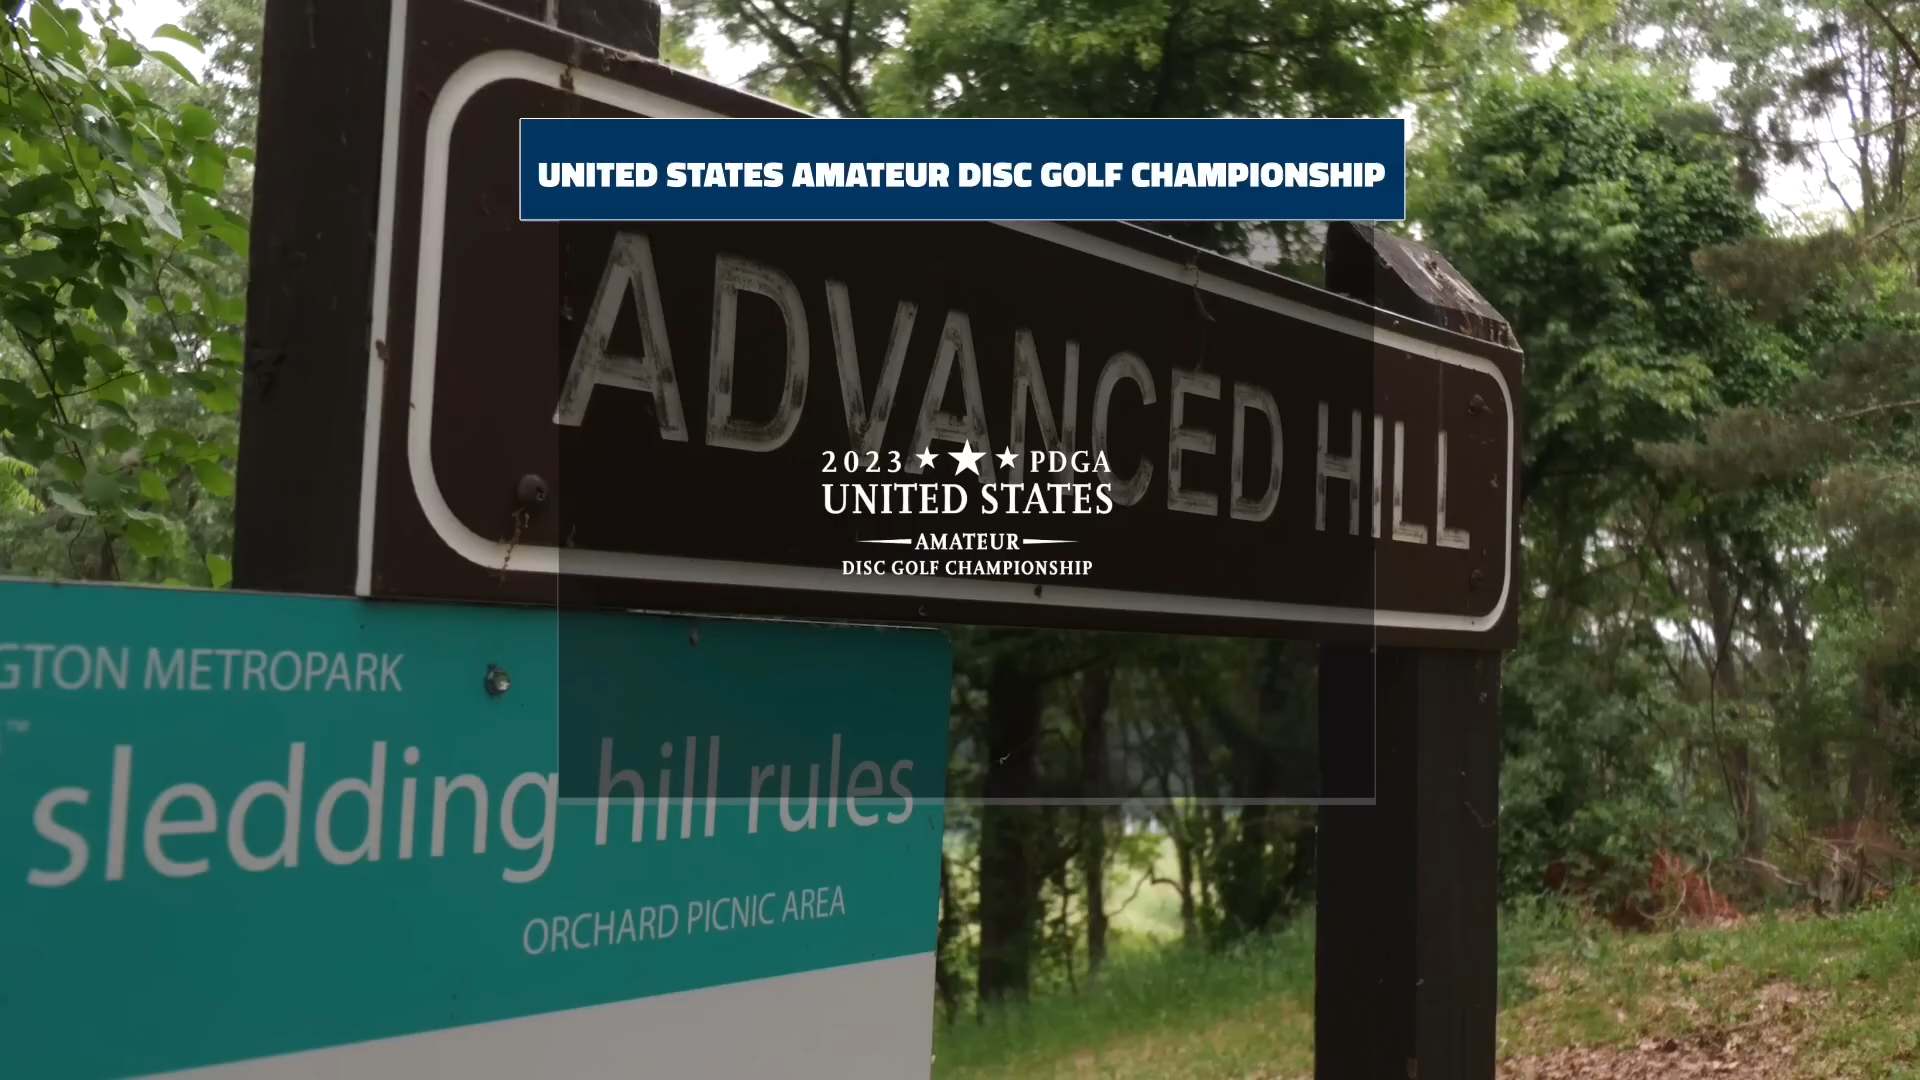 UNITED STATES AMATEUR DISC GOLF CHAMPIONSHIP
ADVANCED HILL
2023 PDGA
UNITED STATES
AMATEUR
DISC GOLF CHAMPIONSHIP
GTON METROPARK
™
sledding hill rules
ORCHARD PICNIC AREA